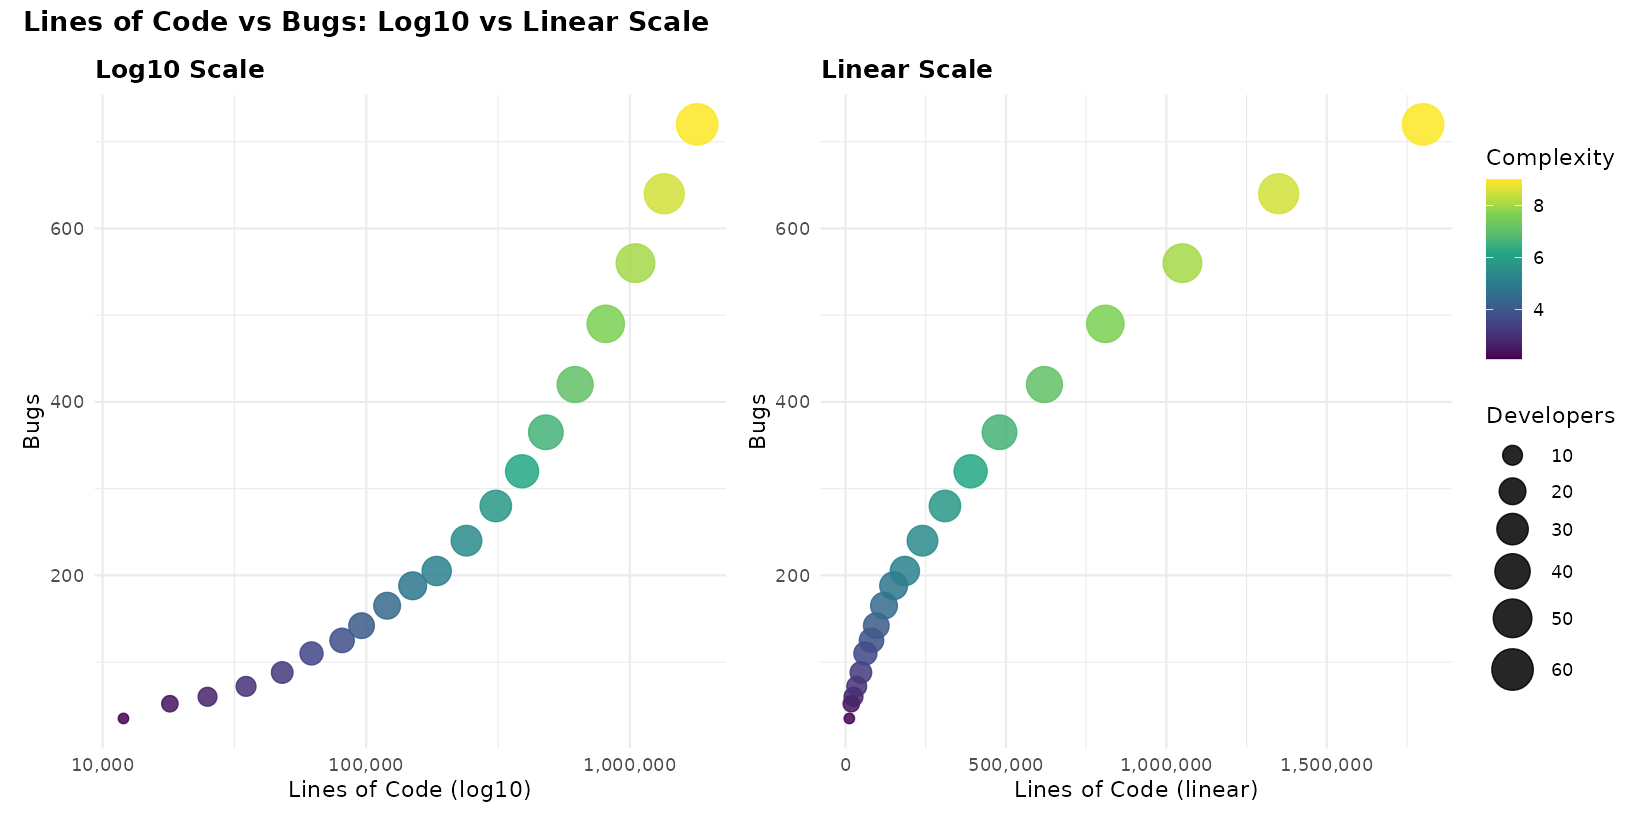 Lines of Code vs Bugs: Log10 vs Linear Scale
Log10 Scale
Bugs
600
400
200
10,000 100,000 1,000,000
Lines of Code (log10)
Linear Scale
Bugs
600
400
200
0 500,000 1,000,000 1,500,000
Lines of Code (linear)
Complexity
8
6
4
Developers
10
20
30
40
50
60